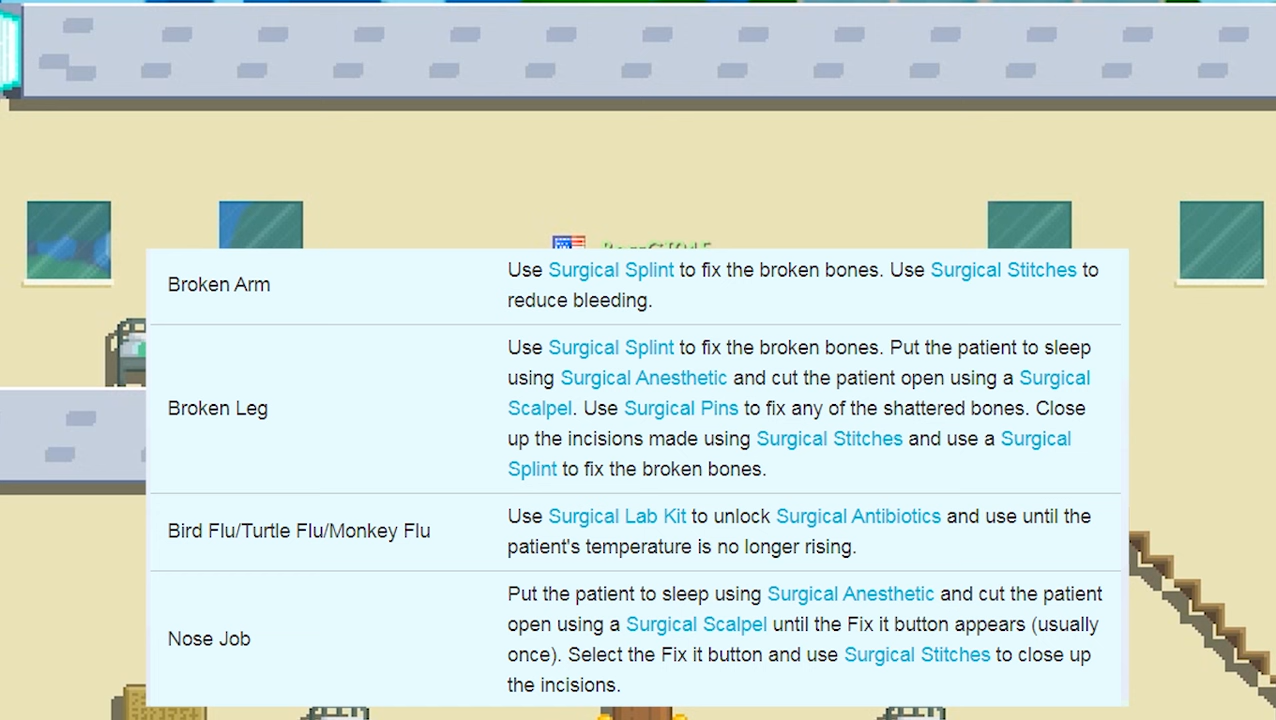 Broken Arm
Use Surgical Splint to fix the broken bones. Use Surgical Stitches to
reduce bleeding.
Broken Leg
Use Surgical Splint to fix the broken bones. Put the patient to sleep
using Surgical Anesthetic and cut the patient open using a Surgical
Scalpel. Use Surgical Pins to fix any of the shattered bones. Close
up the incisions made using Surgical Stitches and use a Surgical
Splint to fix the broken bones.
Bird Flu/Turtle Flu/Monkey Flu
Use Surgical Lab Kit to unlock Surgical Antibiotics and use until the
patient's temperature is no longer rising.
Nose Job
Put the patient to sleep using Surgical Anesthetic and cut the patient
open using a Surgical Scalpel until the Fix it button appears (usually
once). Select the Fix it button and use Surgical Stitches to close up
the incisions.